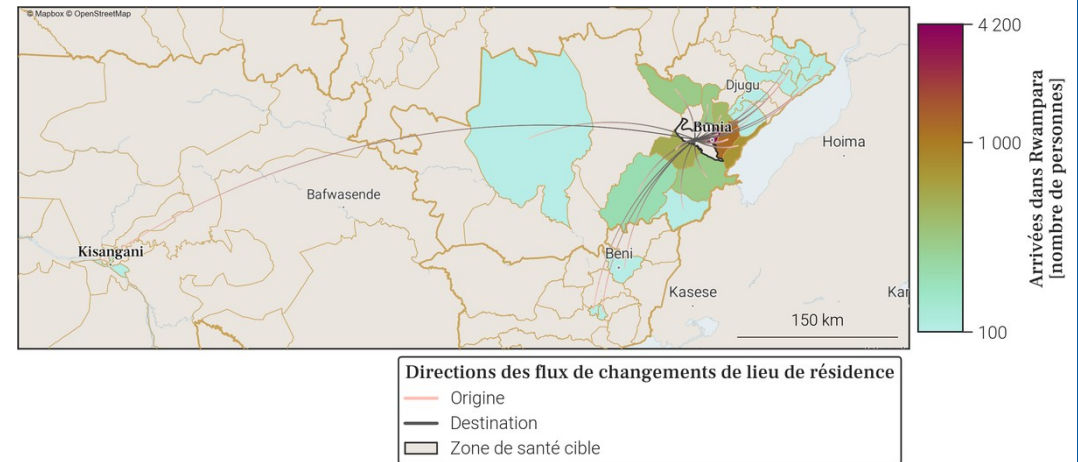 © Mapbox © OpenStreetMap
Djugu
Bunia
Hoima
Bafwasende
Kisangani
Beni
Kasese
150 km
4 200
1 000
100
Arrivées dans Rwampara
[nombre de personnes]
Directions des flux de changements de lieu de résidence
Origine
Destination
Zone de santé cible